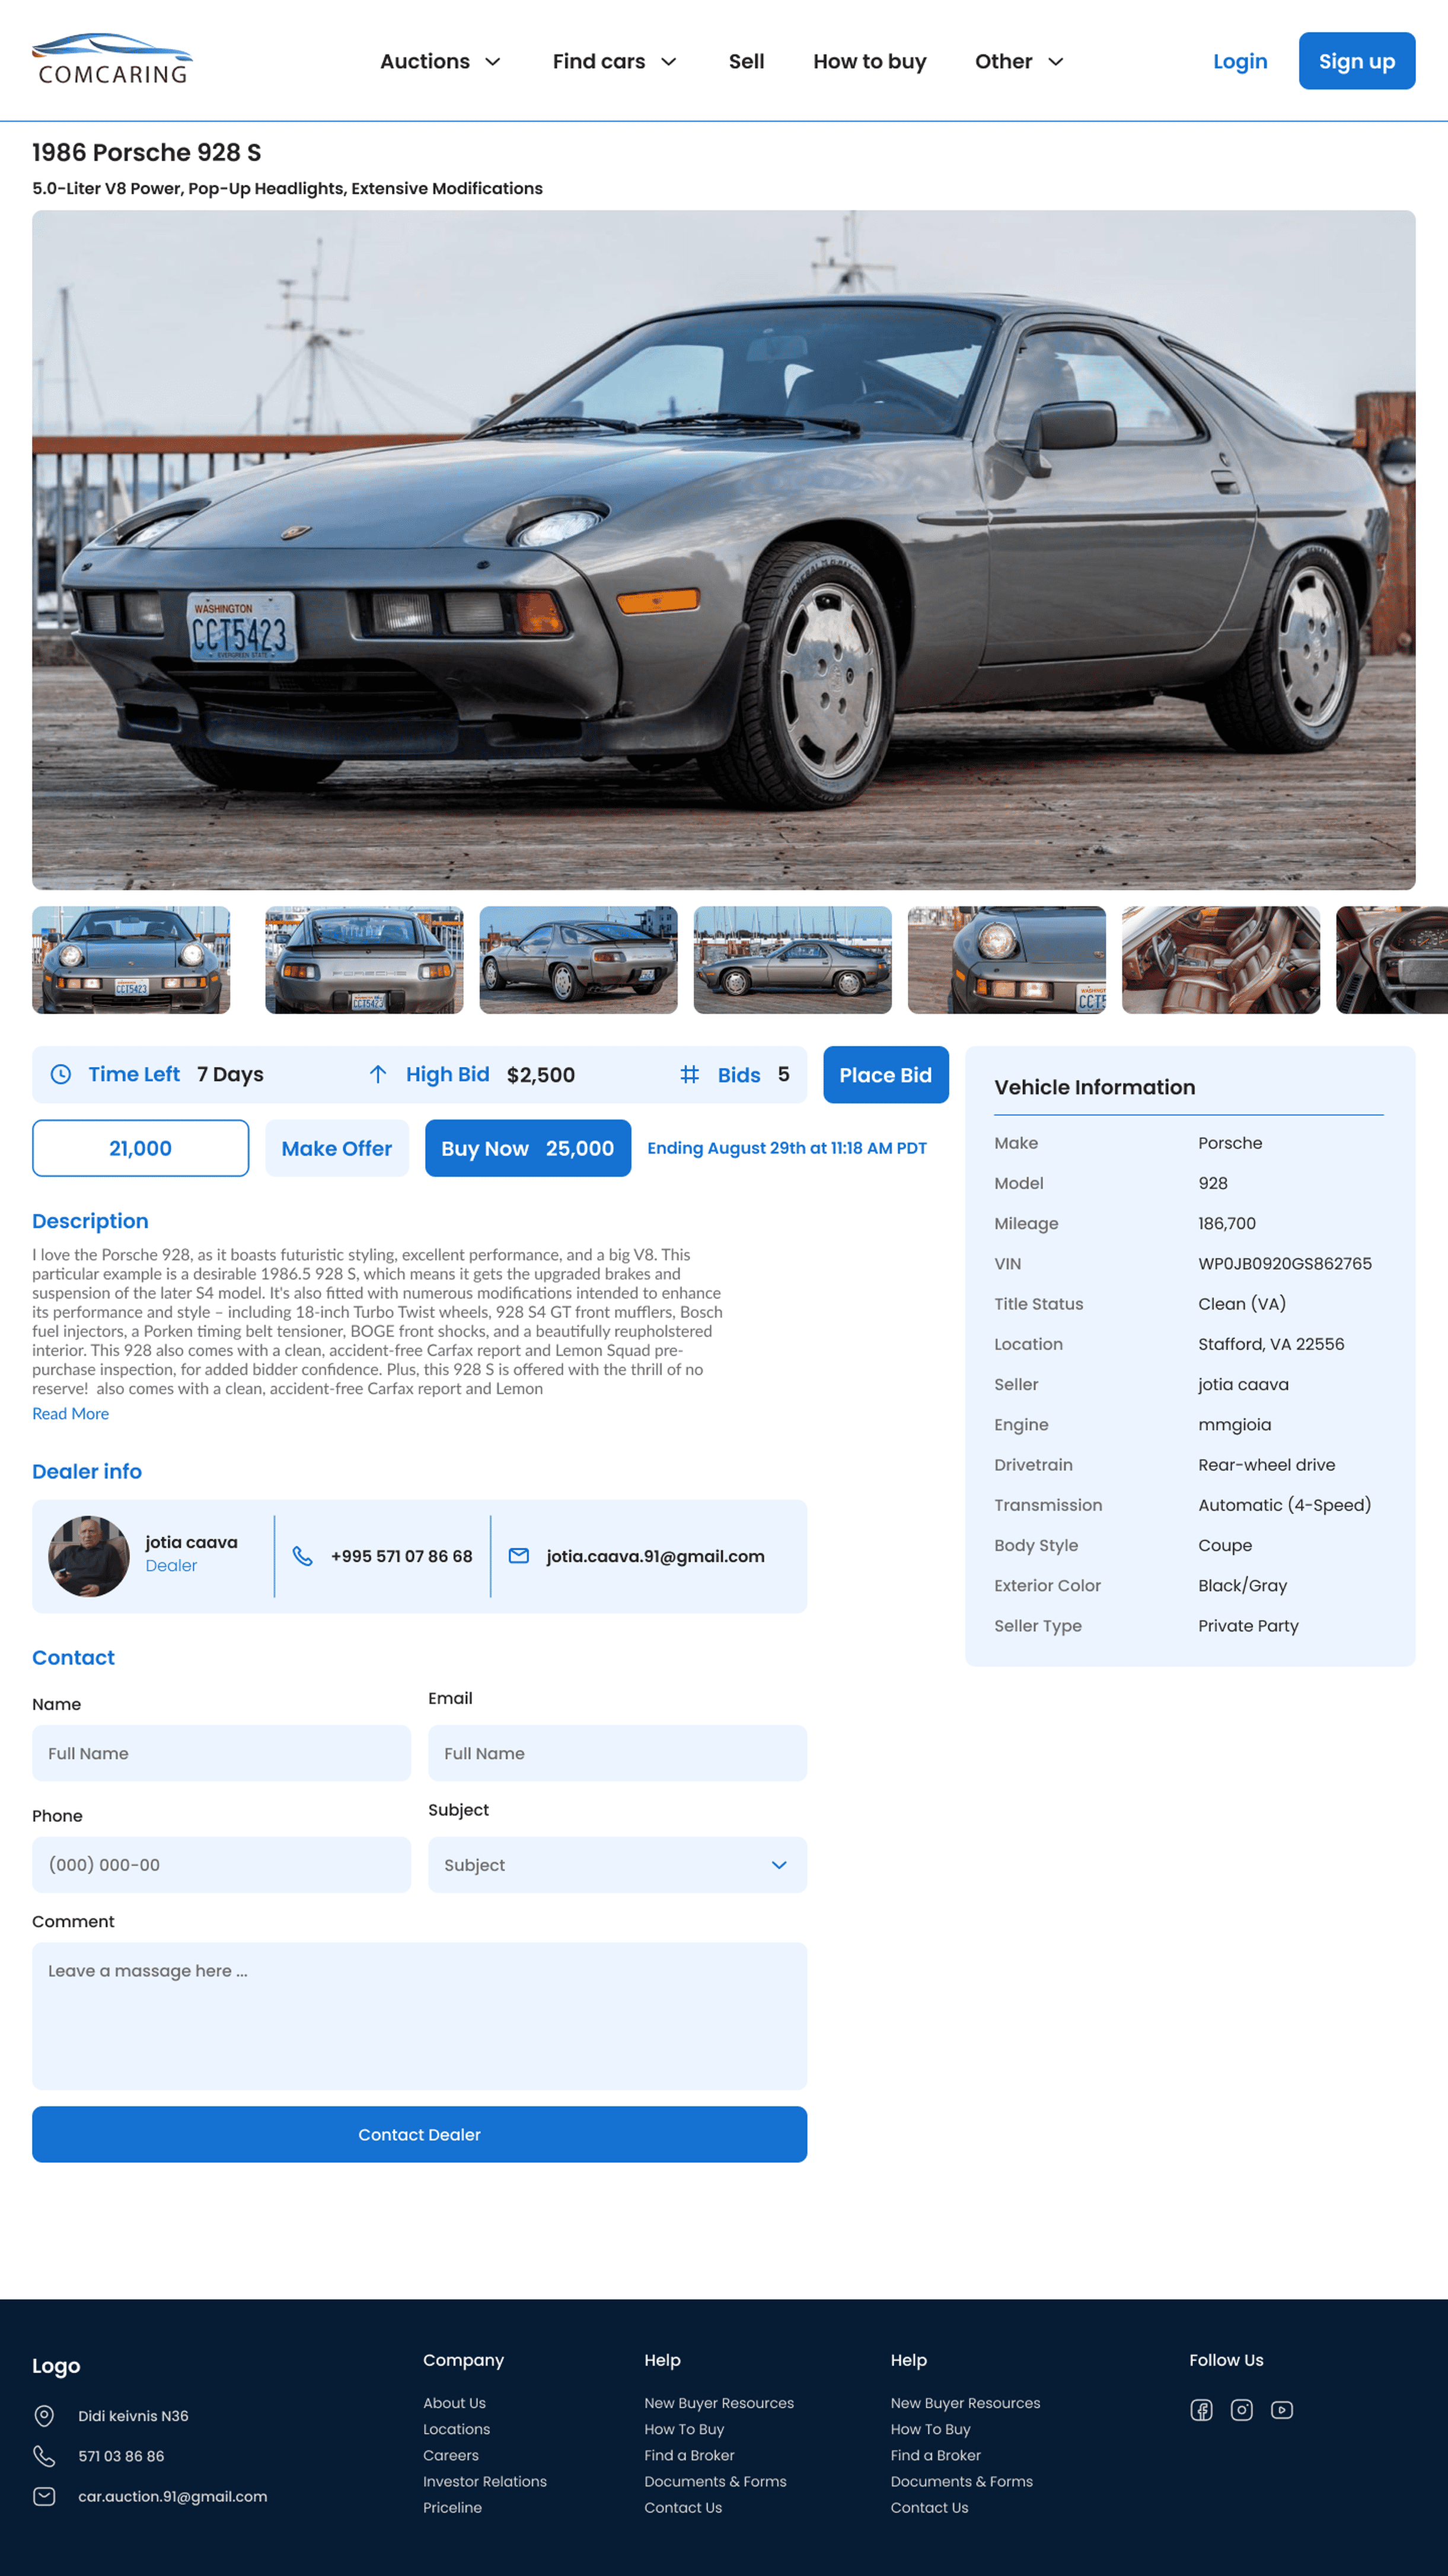 COMCARING
Auctions
Find cars
Sell
How to buy
Other
Login
Sign up
1986 Porsche 928 S
5.0-Liter V8 Power, Pop-Up Headlights, Extensive Modifications
WASHINGTON
CCT5423
EVERGREEN STATE
CCT5423
PORSCHE
CCT5423
Time Left 7 Days
High Bid $2,500
Bids 5
Place Bid
21,000
Make Offer
Buy Now 25,000
Ending August 29th at 11:18 AM PDT
Description
I love the Porsche 928, as it boasts futuristic styling, excellent performance, and a big V8. This
particular example is a desirable 1986.5 928 S, which means it gets the upgraded brakes and
suspension of the later S4 model. It's also fitted with numerous modifications intended to enhance
its performance and style – including 18-inch Turbo Twist wheels, 928 S4 GT front mufflers, Bosch
fuel injectors, a Porken timing belt tensioner, BOGE front shocks, and a beautifully reupholstered
interior. This 928 also comes with a clean, accident-free Carfax report and Lemon Squad pre-
purchase inspection, for added bidder confidence. Plus, this 928 S is offered with the thrill of no
reserve!  also comes with a clean, accident-free Carfax report and Lemon
Read More
Dealer info
jotia caava
Dealer
+995 571 07 86 68
jotia.caava.91@gmail.com
Contact
Name
Full Name
Email
Full Name
Phone
(000) 000-00
Subject
Subject
Comment
Leave a massage here ...
Contact Dealer
Vehicle Information
Make Porsche
Model 928
Mileage 186,700
VIN WP0JB0920GS862765
Title Status Clean (VA)
Location Stafford, VA 22556
Seller jotia caava
Engine mmgioia
Drivetrain Rear-wheel drive
Transmission Automatic (4-Speed)
Body Style Coupe
Exterior Color Black/Gray
Seller Type Private Party
Logo
Didi keivnis N36
571 03 86 86
car.auction.91@gmail.com
Company
About Us
Locations
Careers
Investor Relations
Priceline
Help
New Buyer Resources
How To Buy
Find a Broker
Documents & Forms
Contact Us
Help
New Buyer Resources
How To Buy
Find a Broker
Documents & Forms
Contact Us
Follow Us